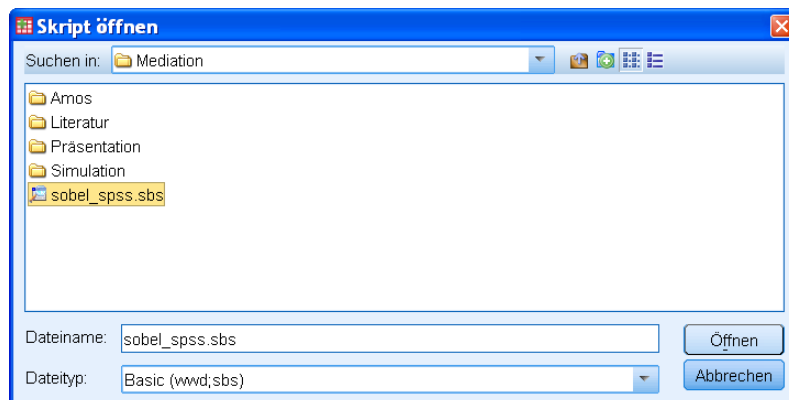 Skript öffnen
Suchen in: Mediation
Amos
Literatur
Präsentation
Simulation
sobel_spss.sbs
Dateiname: sobel_spss.sbs Öffnen
Dateityp: Basic (wwd;sbs) Abbrechen